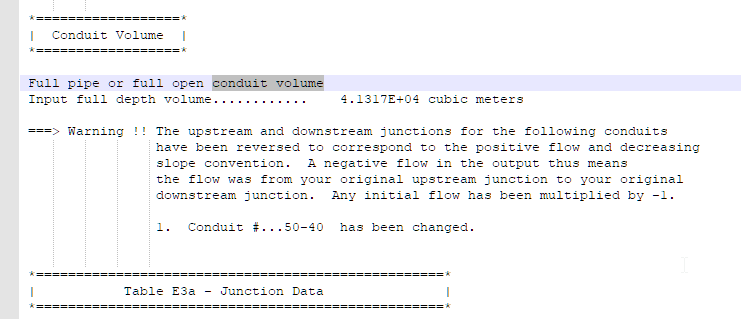 *===================*
| Conduit Volume |
*===================*
Full pipe or full open conduit volume
Input full depth volume............ 4.1317E+04 cubic meters
===> Warning !! The upstream and downstream junctions for the following conduits
have been reversed to correspond to the positive flow and decreasing
slope convention. A negative flow in the output thus means
the flow was from your original upstream junction to your original
downstream junction. Any initial flow has been multiplied by -1.
1. Conduit #...50-40 has been changed.
*===================================================*
| Table E3a - Junction Data |
*===================================================*